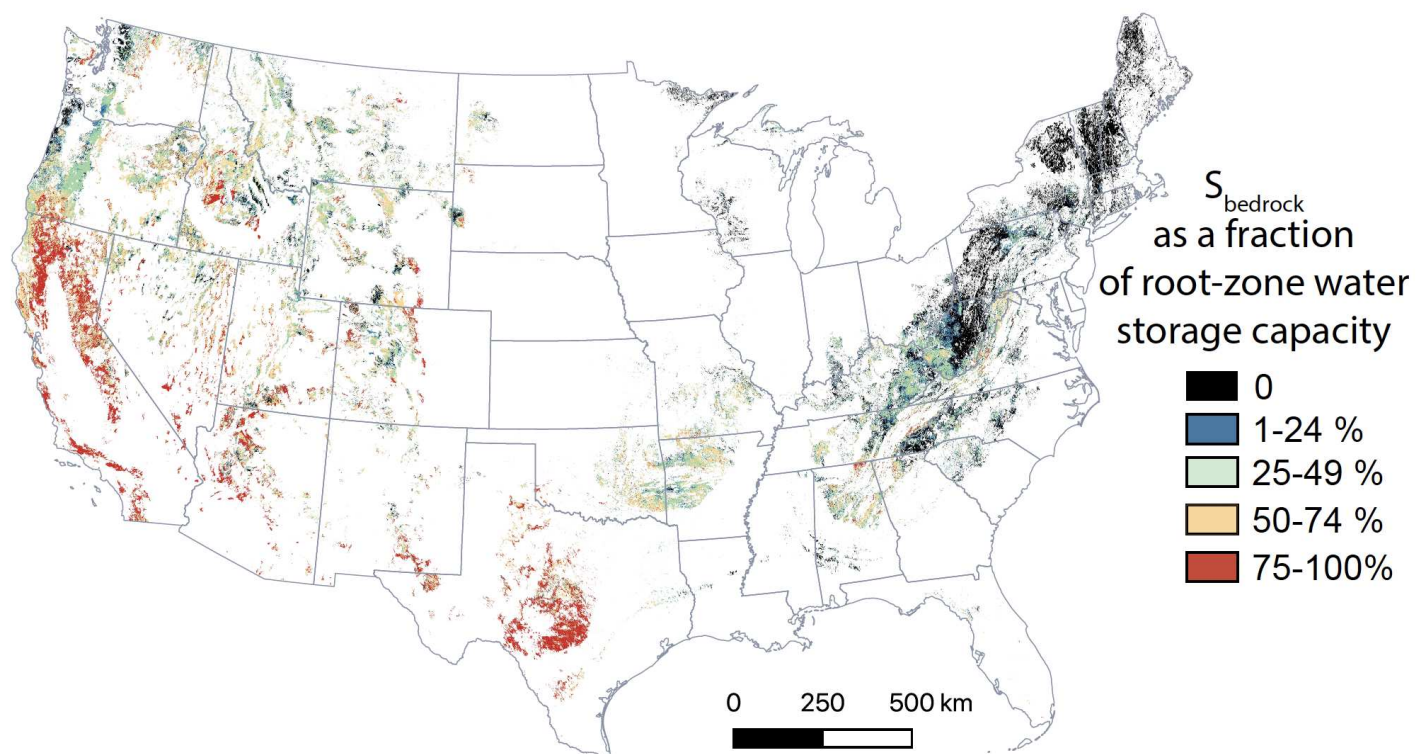 S_bedrock
as a fraction
of root-zone water
storage capacity
0
1-24 %
25-49 %
50-74 %
75-100%
0 250 500 km